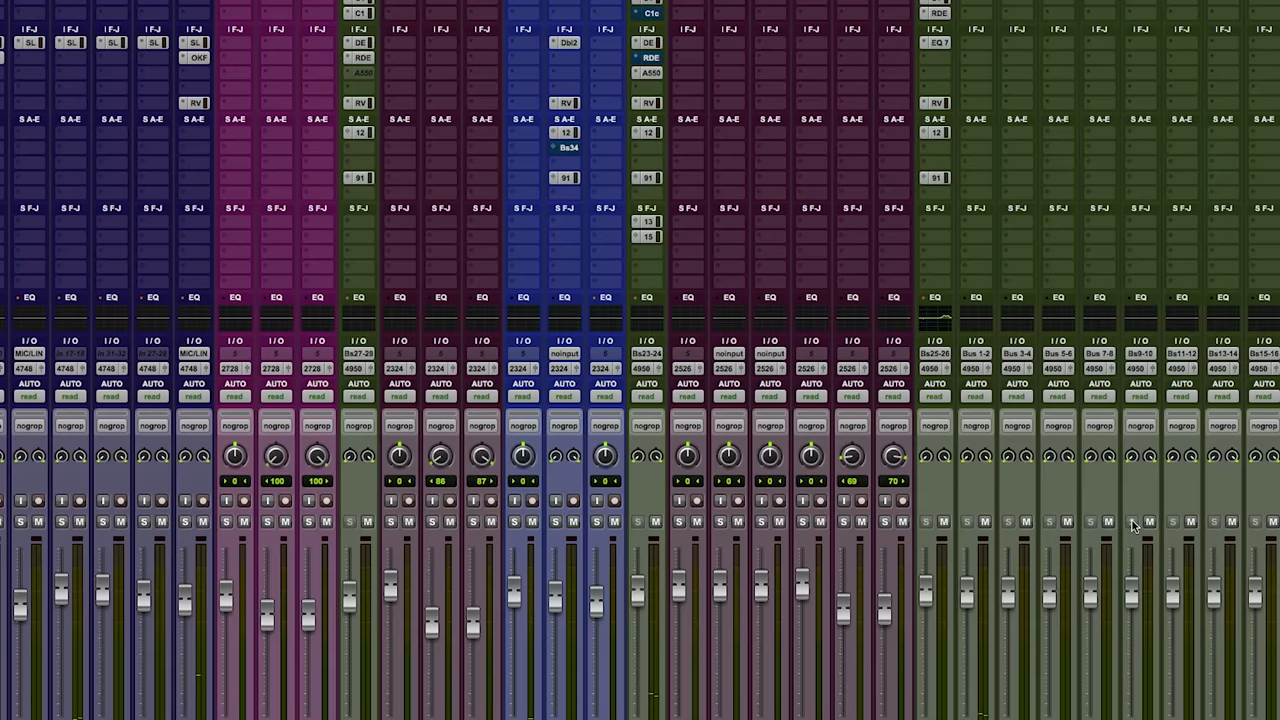 C1 C1c RDE
I F-J I F-J I F-J I F-J I F-J I F-J I F-J I F-J I F-J I F-J I F-J I F-J I F-J I F-J I F-J I F-J I F-J I F-J I F-J I F-J I F-J I F-J I F-J I F-J I F-J I F-J I F-J I F-J I F-J I F-J I F-J
SL SL SL SL SL DE Dbl2 DE EQ 7
OKF RDE RDE
A550 A550
RV RV RV RV RV
S A-E S A-E S A-E S A-E S A-E S A-E S A-E S A-E S A-E S A-E S A-E S A-E S A-E S A-E S A-E S A-E S A-E S A-E S A-E S A-E S A-E S A-E S A-E S A-E S A-E S A-E S A-E S A-E S A-E S A-E S A-E
12 12 12 12
Bs34
91 91 91 91
S F-J S F-J S F-J S F-J S F-J S F-J S F-J S F-J S F-J S F-J S F-J S F-J S F-J S F-J S F-J S F-J S F-J S F-J S F-J S F-J S F-J S F-J S F-J S F-J S F-J S F-J S F-J S F-J S F-J S F-J S F-J
13
15
EQ EQ EQ EQ EQ EQ EQ EQ EQ EQ EQ EQ EQ EQ EQ EQ EQ EQ EQ EQ EQ EQ EQ EQ EQ EQ EQ EQ EQ EQ EQ
I / O I / O I / O I / O I / O I / O I / O I / O I / O I / O I / O I / O I / O I / O I / O I / O I / O I / O I / O I / O I / O I / O I / O I / O I / O I / O I / O I / O I / O I / O I / O
MIC/LIN In 17-18 In 31-32 In 27-28 MIC/LIN Bs27-28 noinput Bs23-24 noinput noinput Bs25-26 Bus 1-2 Bus 3-4 Bus 5-6 Bus 7-8 Bs9-10 Bs11-12 Bs13-14 Bs15-16
4748 4748 4748 4748 4748 2728 2728 2728 4950 2324 2324 2324 2324 2324 2324 4950 2526 2526 2526 2526 2526 2526 4950 4950 4950 4950 4950 4950 4950 4950 4950
AUTO AUTO AUTO AUTO AUTO AUTO AUTO AUTO AUTO AUTO AUTO AUTO AUTO AUTO AUTO AUTO AUTO AUTO AUTO AUTO AUTO AUTO AUTO AUTO AUTO AUTO AUTO AUTO AUTO AUTO AUTO
read read read read read read read read read read read read read read read read read read read read read read read read read read read read read read read
nogrop nogrop nogrop nogrop nogrop nogrop nogrop nogrop nogrop nogrop nogrop nogrop nogrop nogrop nogrop nogrop nogrop nogrop nogrop nogrop nogrop nogrop nogrop nogrop nogrop nogrop nogrop nogrop nogrop nogrop nogrop
0 100 100 0 86 87 0 0 0 0 0 0 69 70
I I I I I I I I I I I I I I I I I I I I
S M S M S M S M S M S M S M S M S M S M S M S M S M S M S M S M S M S M S M S M S M S M S M S M S M S M S M M S M S M S M